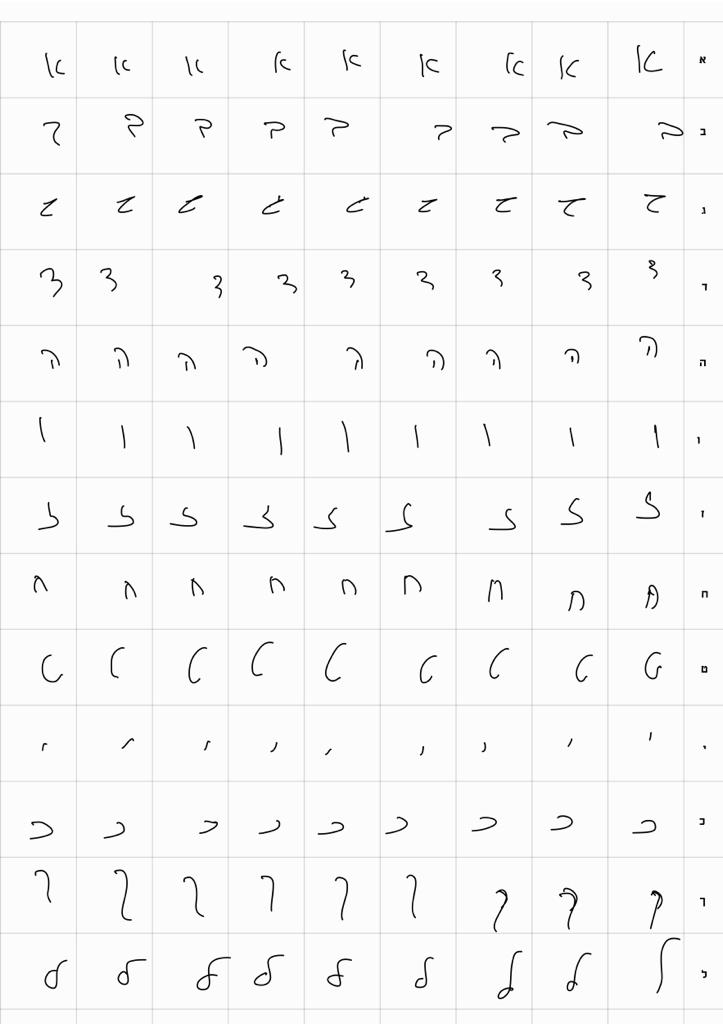 א א א א א א א א א א
ב ב ב ב ב ב ב ב ב ב
ג ג ג ג ג ג ג ג ג ג
ד ד ד ד ד ד ד ד ד ד
ה ה ה ה ה ה ה ה ה ה
ו ו ו ו ו ו ו ו ו ו
ז ז ז ז ז ז ז ז ז ז
ח ח ח ח ח ח ח ח ח ח
ט ט ט ט ט ט ט ט ט ט
י י י י י י י י י י
כ כ כ כ כ כ כ כ כ כ
ך ך ך ך ך ך ך ך ך ך
ל ל ל ל ל ל ל ל ל ל